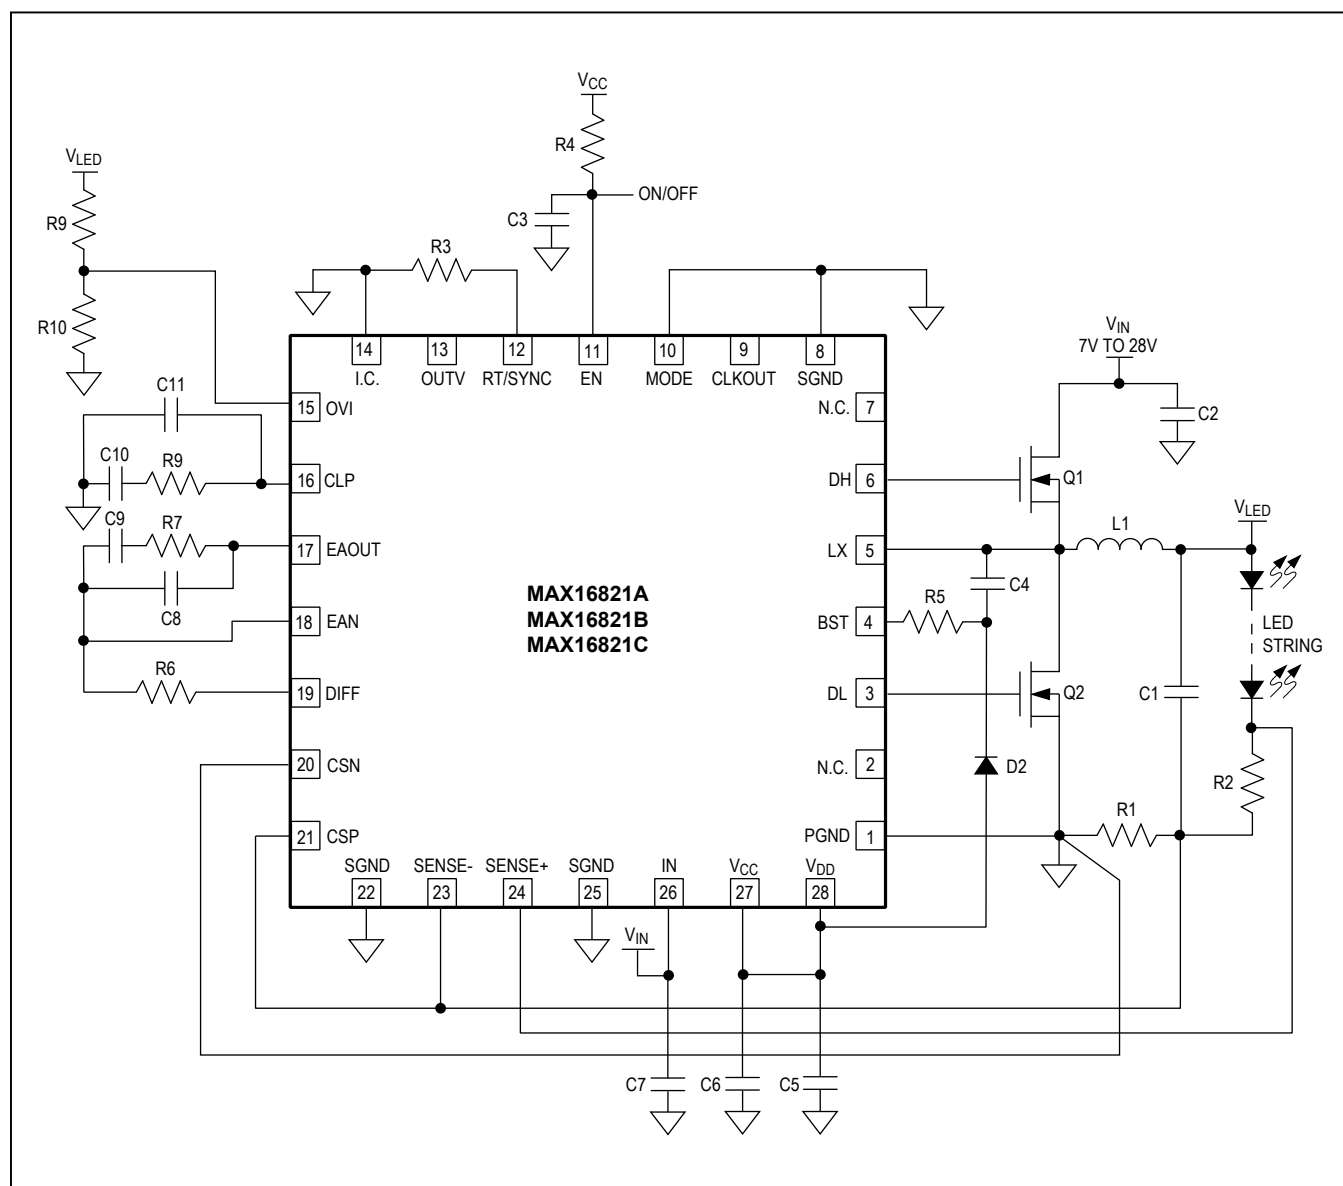 VCC
R4
ON/OFF
C3
VLED
R9
R10
R3
VIN
7V TO 28V
C2
14 13 12 11 10 9 8
I.C. OUTV RT/SYNC EN MODE CLKOUT SGND
C11
C10 R9
C9 R7
C8
R6
15 OVI
16 CLP
17 EAOUT
18 EAN
19 DIFF
20 CSN
21 CSP
MAX16821A
MAX16821B
MAX16821C
N.C. 7
DH 6
LX 5
BST 4
DL 3
N.C. 2
PGND 1
Q1
L1
VLED
C4
R5
LED
STRING
Q2
C1
D2
R2
R1
SGND SENSE- SENSE+ SGND IN VCC VDD
22 23 24 25 26 27 28
VIN
C7 C6 C5